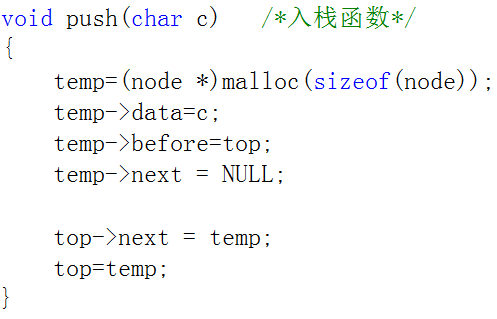 void push(char c)   /*入栈函数*/
{
    temp=(node *)malloc(sizeof(node));
    temp->data=c;
    temp->before=top;
    temp->next = NULL;

    top->next = temp;
    top=temp;
}